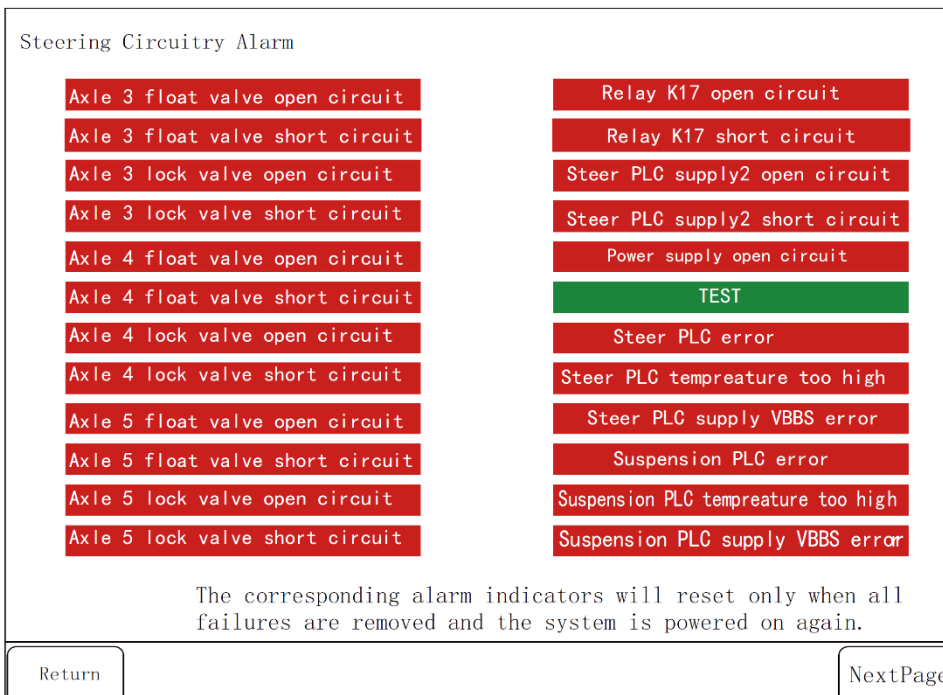 Steering Circuitry Alarm
Axle 3 float valve open circuit
Axle 3 float valve short circuit
Axle 3 lock valve open circuit
Axle 3 lock valve short circuit
Axle 4 float valve open circuit
Axle 4 float valve short circuit
Axle 4 lock valve open circuit
Axle 4 lock valve short circuit
Axle 5 float valve open circuit
Axle 5 float valve short circuit
Axle 5 lock valve open circuit
Axle 5 lock valve short circuit
Relay K17 open circuit
Relay K17 short circuit
Steer PLC supply2 open circuit
Steer PLC supply2 short circuit
Power supply open circuit
TEST
Steer PLC error
Steer PLC tempreature too high
Steer PLC supply VBBS error
Suspension PLC error
Suspension PLC tempreature too high
Suspension PLC supply VBBS error
The corresponding alarm indicators will reset only when all
failures are removed and the system is powered on again.
Return
NextPage